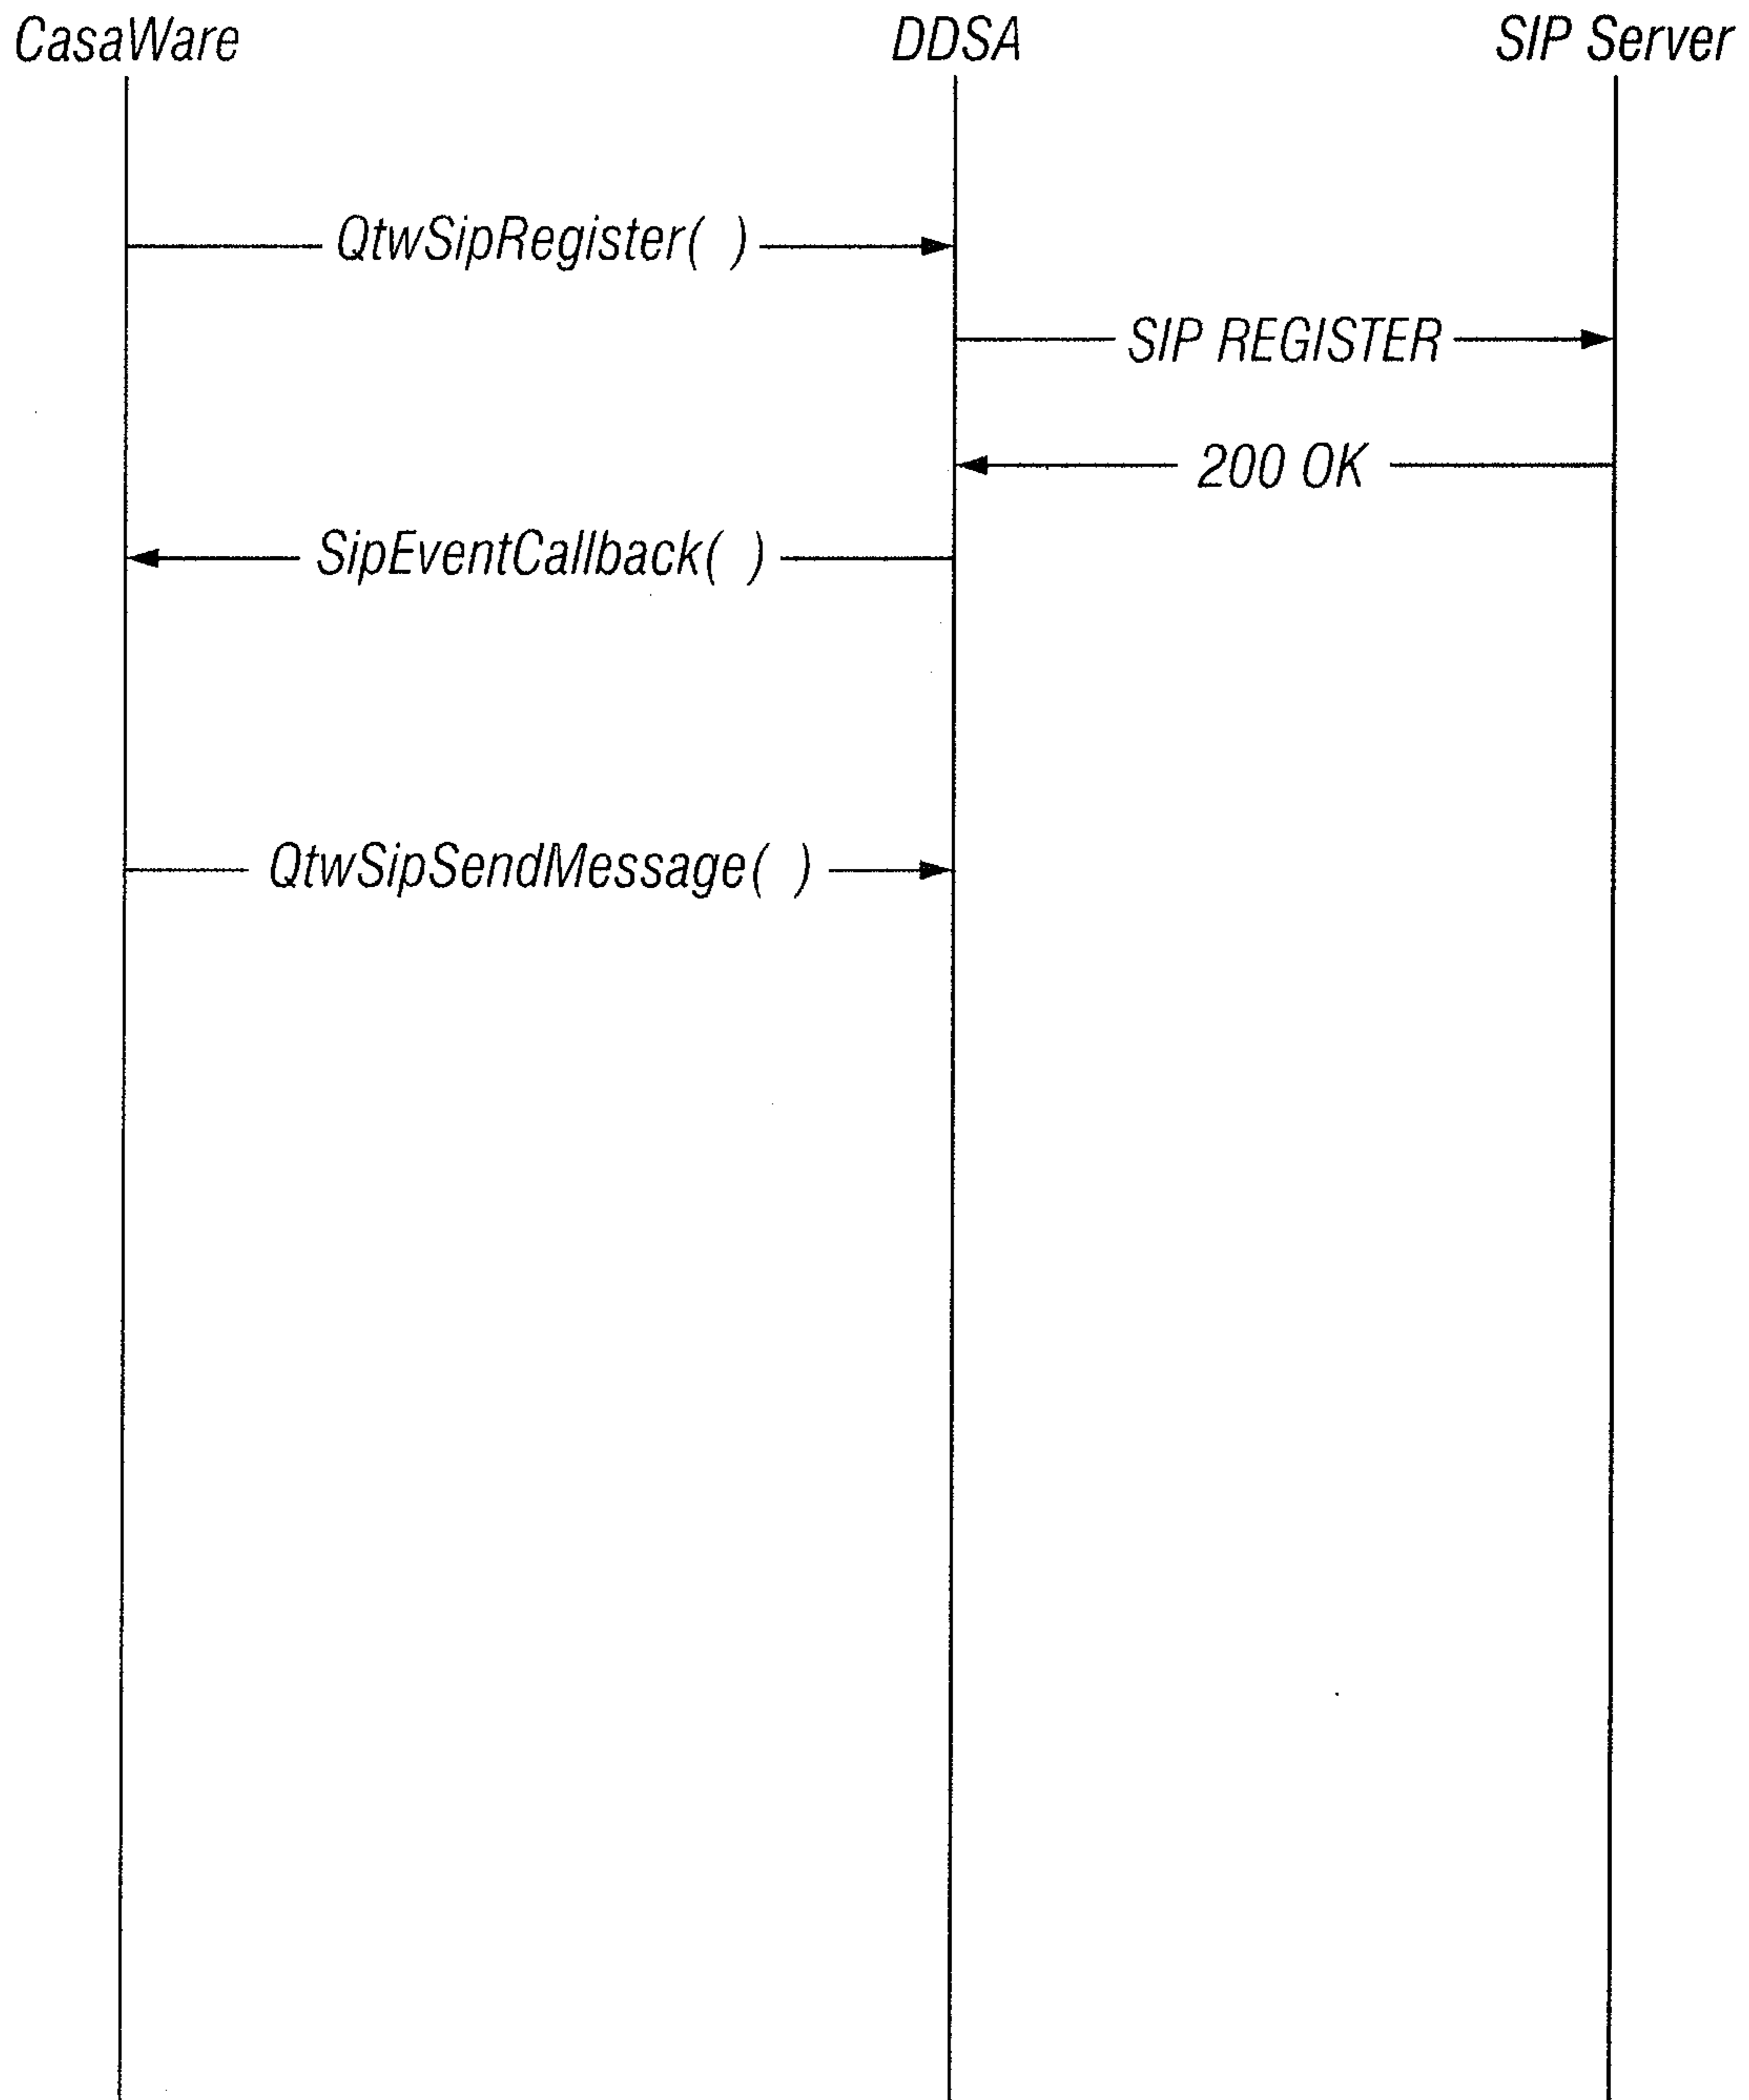 CasaWare DDSA SIP Server
QtwSipRegister( )
SIP REGISTER
200 OK
SipEventCallback( )
QtwSipSendMessage( )